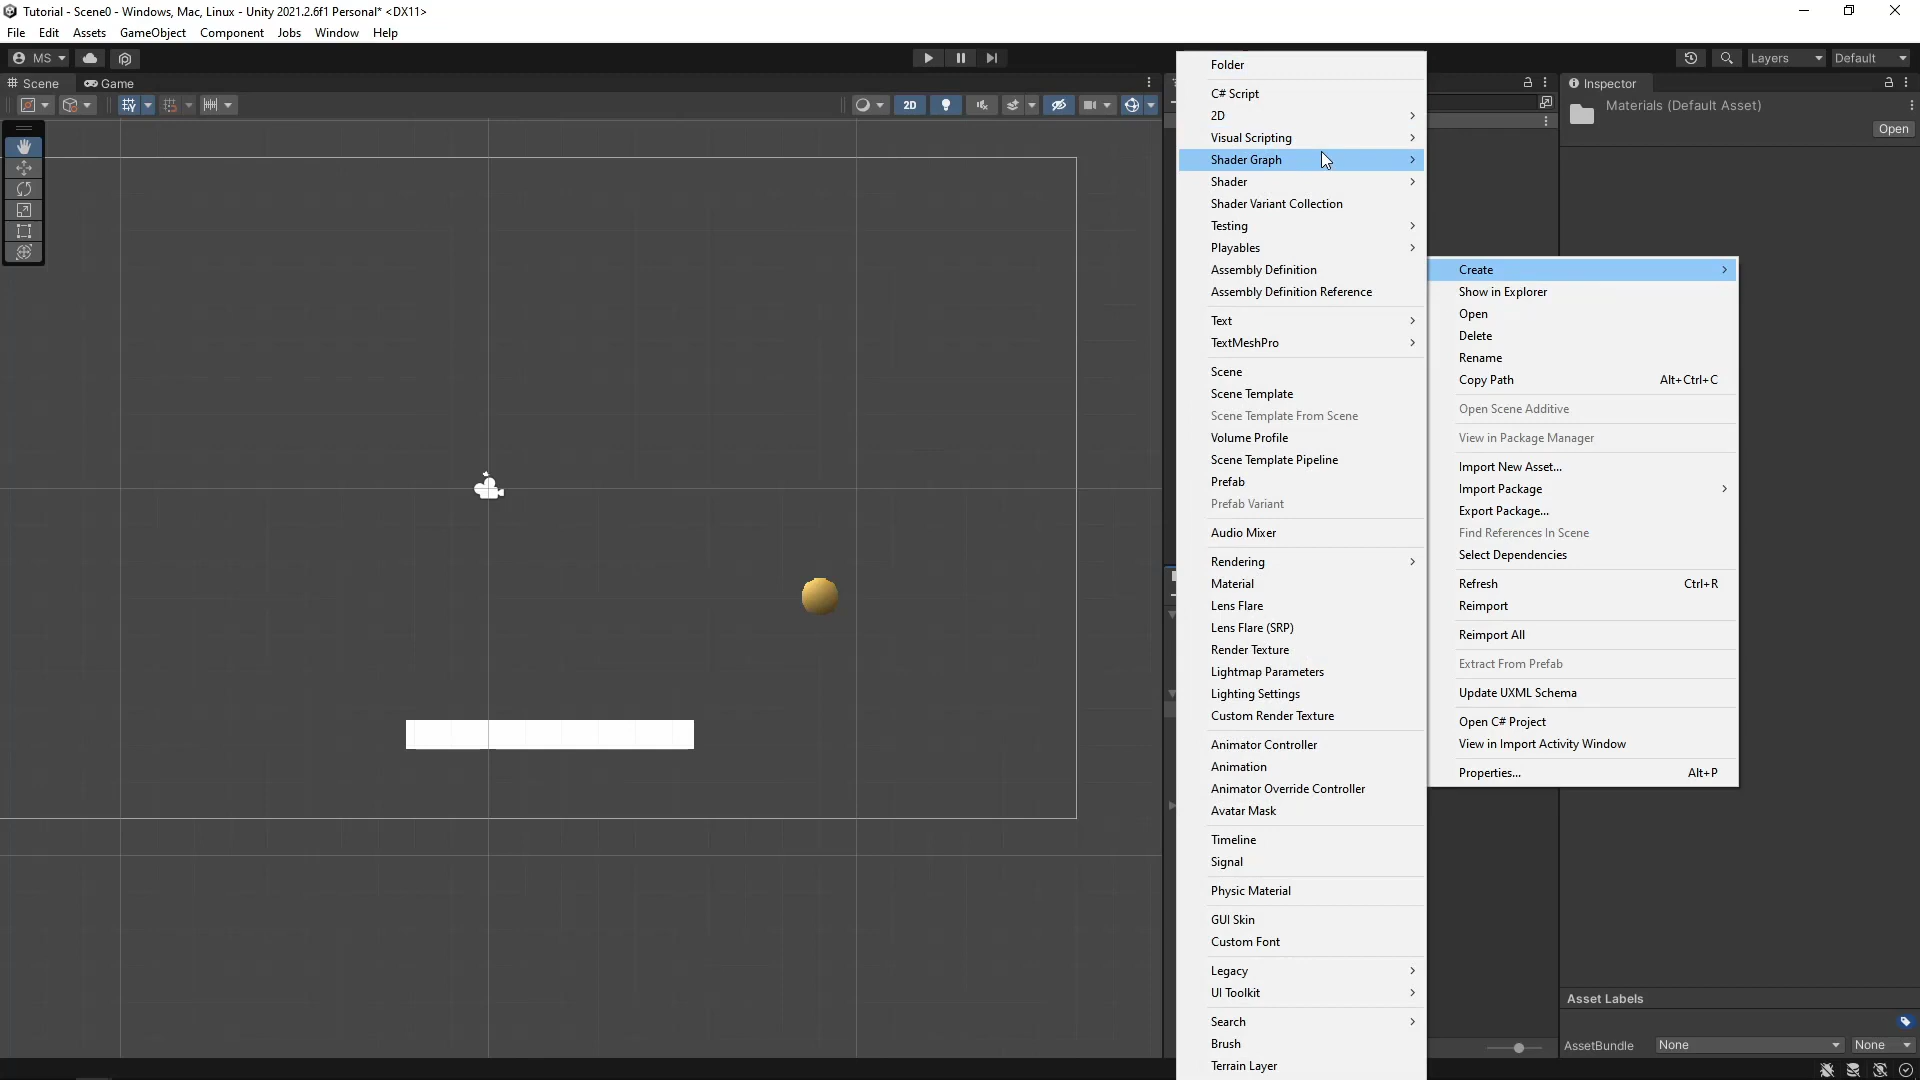 Tutorial - Scene0 - Windows, Mac, Linux - Unity 2021.2.6f1 Personal* <DX11>
File Edit Assets GameObject Component Jobs Window Help
MS
Layers
Default
Scene
Game
2D
Folder
C# Script
2D
Visual Scripting
Shader Graph
Shader
Shader Variant Collection
Testing
Playables
Assembly Definition
Assembly Definition Reference
Text
TextMeshPro
Scene
Scene Template
Scene Template From Scene
Volume Profile
Scene Template Pipeline
Prefab
Prefab Variant
Audio Mixer
Rendering
Material
Lens Flare
Lens Flare (SRP)
Render Texture
Lightmap Parameters
Lighting Settings
Custom Render Texture
Animator Controller
Animation
Animator Override Controller
Avatar Mask
Timeline
Signal
Physic Material
GUI Skin
Custom Font
Legacy
UI Toolkit
Search
Brush
Terrain Layer
Create
Show in Explorer
Open
Delete
Rename
Copy Path Alt+Ctrl+C
Open Scene Additive
View in Package Manager
Import New Asset...
Import Package
Export Package...
Find References In Scene
Select Dependencies
Refresh Ctrl+R
Reimport
Reimport All
Extract From Prefab
Update UXML Schema
Open C# Project
View in Import Activity Window
Properties... Alt+P
Inspector
Materials (Default Asset)
Open
Asset Labels
AssetBundle None None